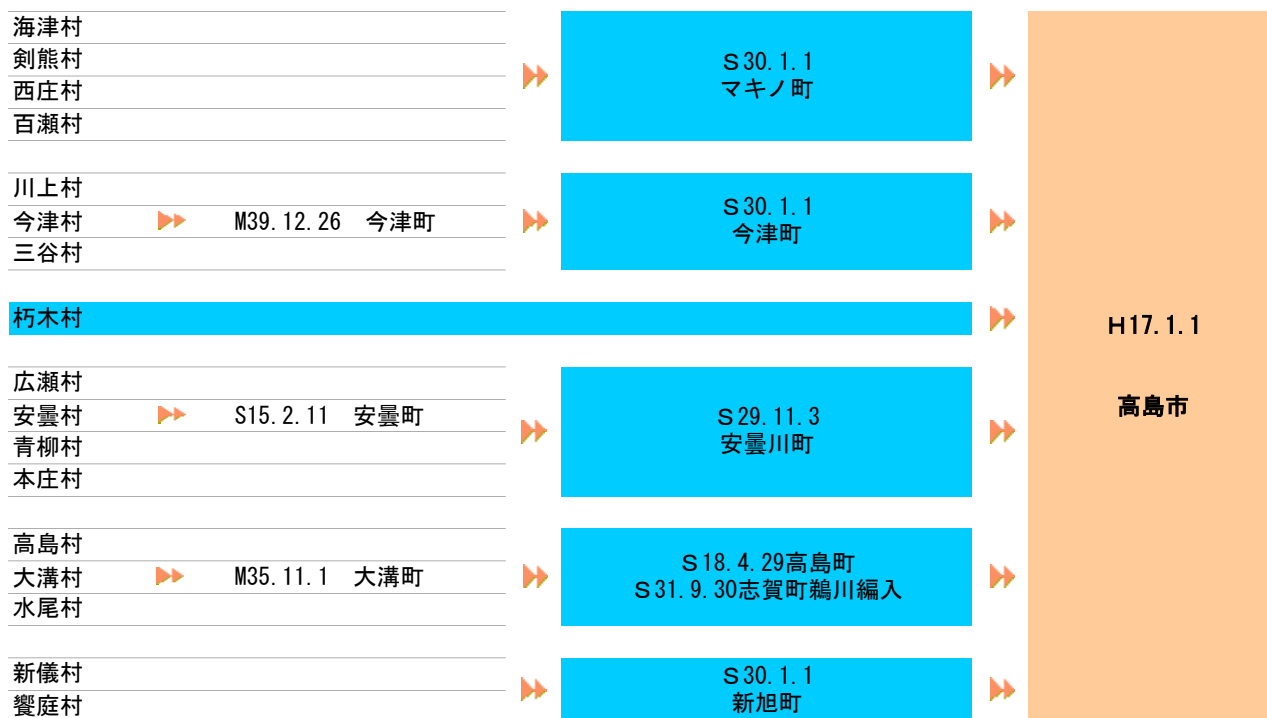 海津村
剣熊村
西庄村
百瀬村
S30.1.1
マキノ町
川上村
今津村 M39.12.26 今津町
三谷村
S30.1.1
今津町
朽木村
広瀬村
安曇村 S15.2.11 安曇町
青柳村
本庄村
S29.11.3
安曇川町
高島村
大溝村 M35.11.1 大溝町
水尾村
S18.4.29高島町
S31.9.30志賀町鵜川編入
新儀村
饗庭村
S30.1.1
新旭町
H17.1.1
高島市